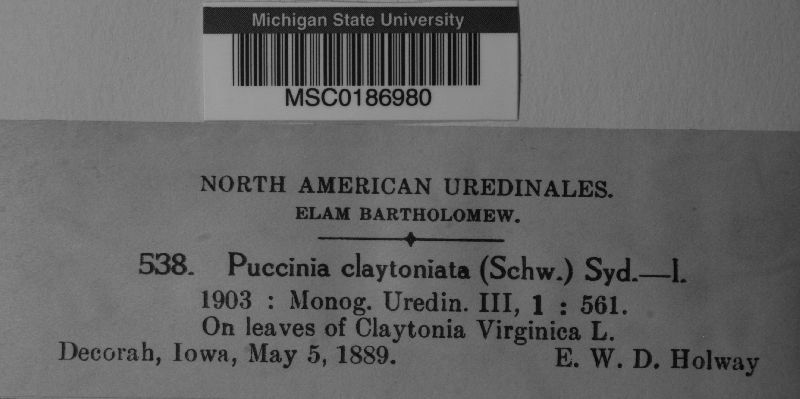 Michigan State University
MSC0186980
NORTH AMERICAN UREDINALES.
ELAM BARTHOLOMEW.
538. Puccinia claytoniata (Schw.) Syd.—I.
1903 : Monog. Uredin. III, 1 : 561.
On leaves of Claytonia Virginica L.
Decorah, Iowa, May 5, 1889. E. W. D. Holway